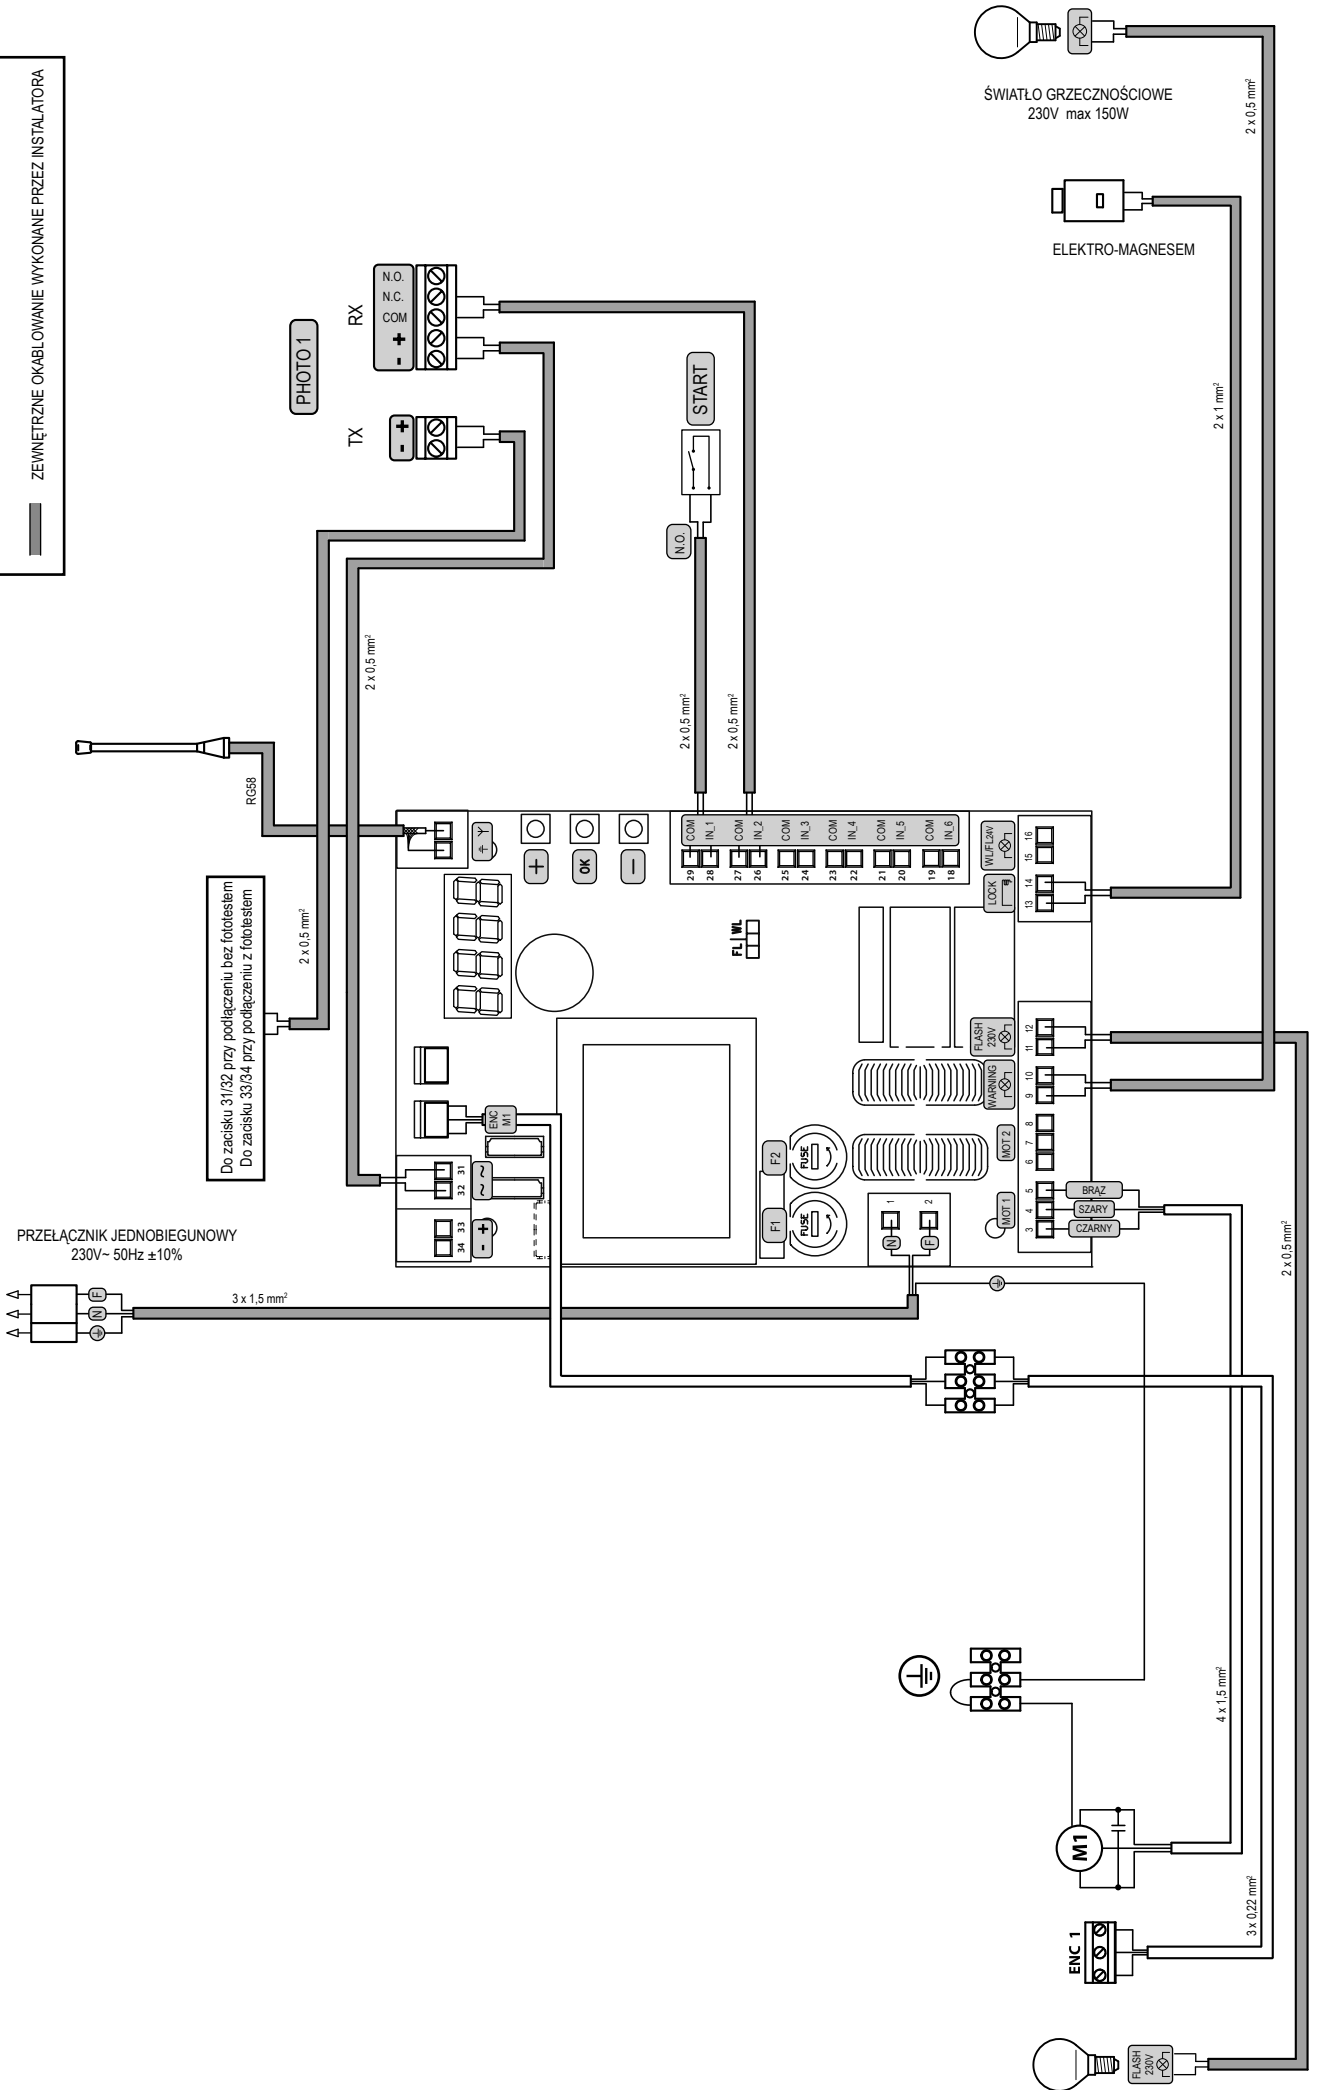 ŚWIATŁO GRZECZNOŚCIOWE
230V max 150W
2 x 0,5 mm²
ZEWNĘTRZNE OKABLOWANIE WYKONANE PRZEZ INSTALATORA
ELEKTRO-MAGNESEM
2 x 1 mm²
PHOTO 1
RX
N.O.
N.C.
COM
+
-
TX
+
-
START
N.O.
2 x 0,5 mm²
2 x 0,5 mm²
2 x 0,5 mm²
RG58
Do zacisku 31/32 przy podłączeniu bez fototestem
Do zacisku 33/34 przy podłączeniu z fototestem
2 x 0,5 mm²
+
OK
-
29 COM
28 IN_1
27 COM
26 IN_2
25 COM
24 IN_3
23 COM
22 IN_4
21 COM
20 IN_5
19 COM
18 IN_6
FL WL
WL/FL24V
16
15
LOCK
14
13
FLASH
230V
12
11
WARNING
10
9
MOT 2
8
7
6
MOT 1
5
4
3
BRĄZ
SZARY
CZARNY
ENC
M1
31
32
~ ~
33
34
- +
F2
FUSE
F1
FUSE
1
2
N
F
PRZEŁĄCZNIK JEDNOBIEGUNOWY
230V~ 50Hz ±10%
F
N
3 x 1,5 mm²
2 x 0,5 mm²
4 x 1,5 mm²
M1
3 x 0,22 mm²
ENC 1
FLASH
230V